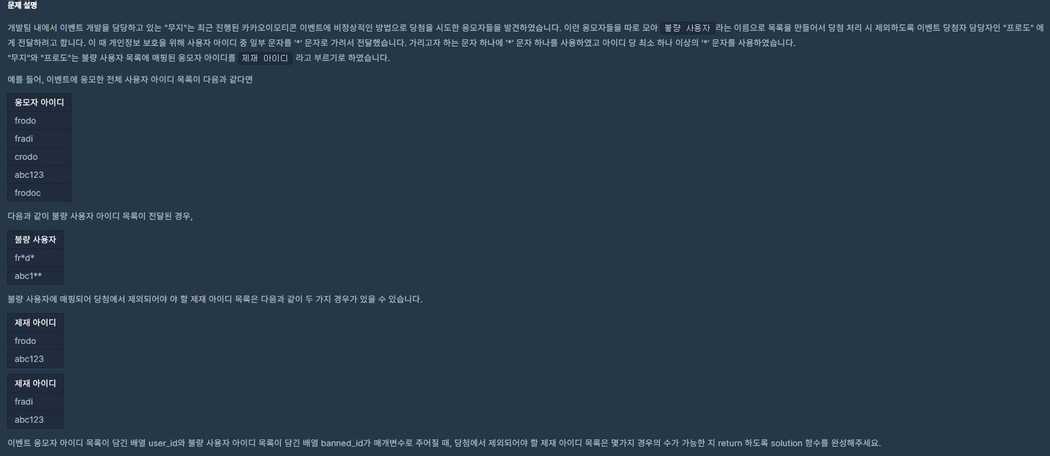 문제 설명
개발팀 내에서 이벤트 개발을 담당하고 있는 "무지"는 최근 진행된 카카오이모티콘 이벤트에 비정상적인 방법으로 당첨을 시도한 응모자들을 발견하였습니다. 이런 응모자들을 따로 모아 불량 사용자 라는 이름으로 목록을 만들어서 당첨 처리 시 제외하도록 이벤트 당첨자 담당자인 "프로도" 에
게 전달하려고 합니다. 이 때 개인정보 보호을 위해 사용자 아이디 중 일부 문자를 '*' 문자로 가려서 전달했습니다. 가리고자 하는 문자 하나에 '*' 문자 하나를 사용하였고 아이디 당 최소 하나 이상의 '*' 문자를 사용하였습니다.
"무지"와 "프로도"는 불량 사용자 목록에 매핑된 응모자 아이디를 제재 아이디 라고 부르기로 하였습니다.
예를 들어, 이벤트에 응모한 전체 사용자 아이디 목록이 다음과 같다면
응모자 아이디
frodo
fradi
crodo
abc123
frodoc
다음과 같이 불량 사용자 아이디 목록이 전달된 경우,
불량 사용자
fr*d*
abc1**
불량 사용자에 매핑되어 당첨에서 제외되어야 야 할 제재 아이디 목록은 다음과 같이 두 가지 경우가 있을 수 있습니다.
제재 아이디
frodo
abc123
제재 아이디
fradi
abc123
이벤트 응모자 아이디 목록이 담긴 배열 user_id와 불량 사용자 아이디 목록이 담긴 배열 banned_id가 매개변수로 주어질 때, 당첨에서 제외되어야 할 제재 아이디 목록은 몇가지 경우의 수가 가능한 지 return 하도록 solution 함수를 완성해주세요.